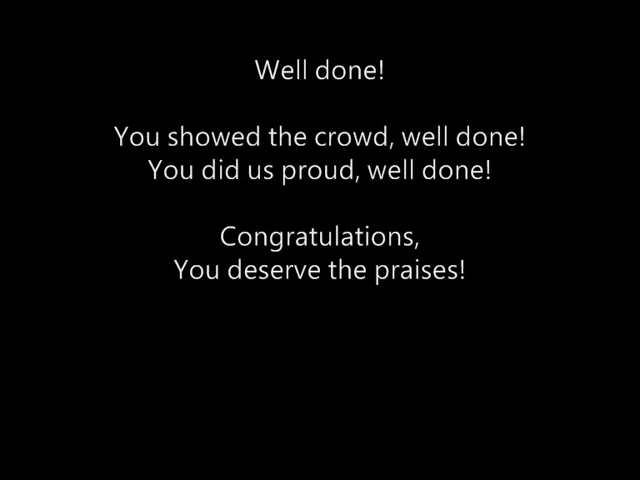 Well done!
You showed the crowd, well done!
You did us proud, well done!
Congratulations,
You deserve the praises!